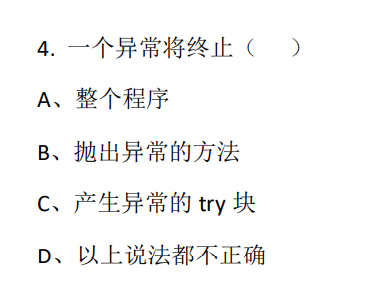 4. 一个异常将终止（　）
A、整个程序
B、抛出异常的方法
C、产生异常的 try 块
D、以上说法都不正确